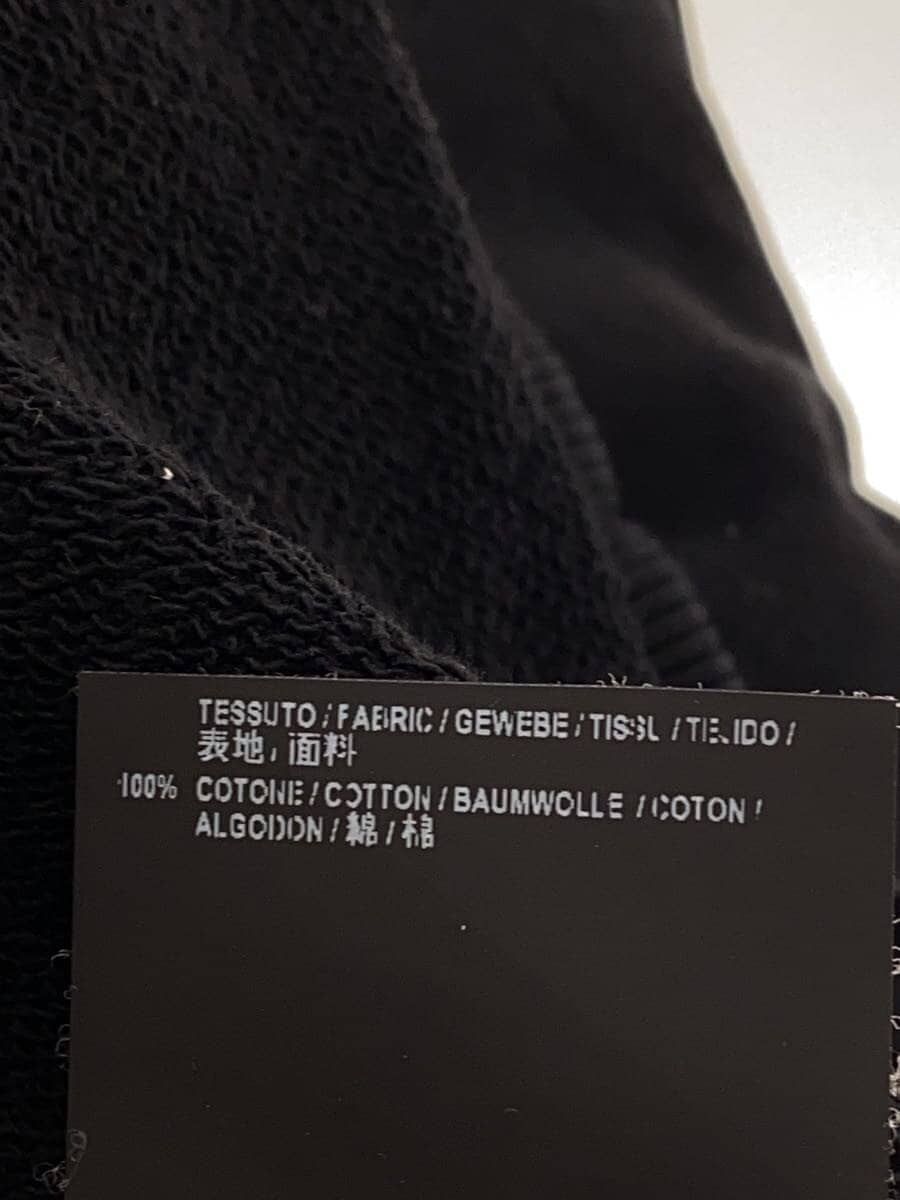 TESSUTO / FABRIC / GEWEBE / TISSU / TEJIDO /
表地, 面料
100% COTONE / COTTON / BAUMWOLLE / COTON /
ALGODON / 綿 / 棉